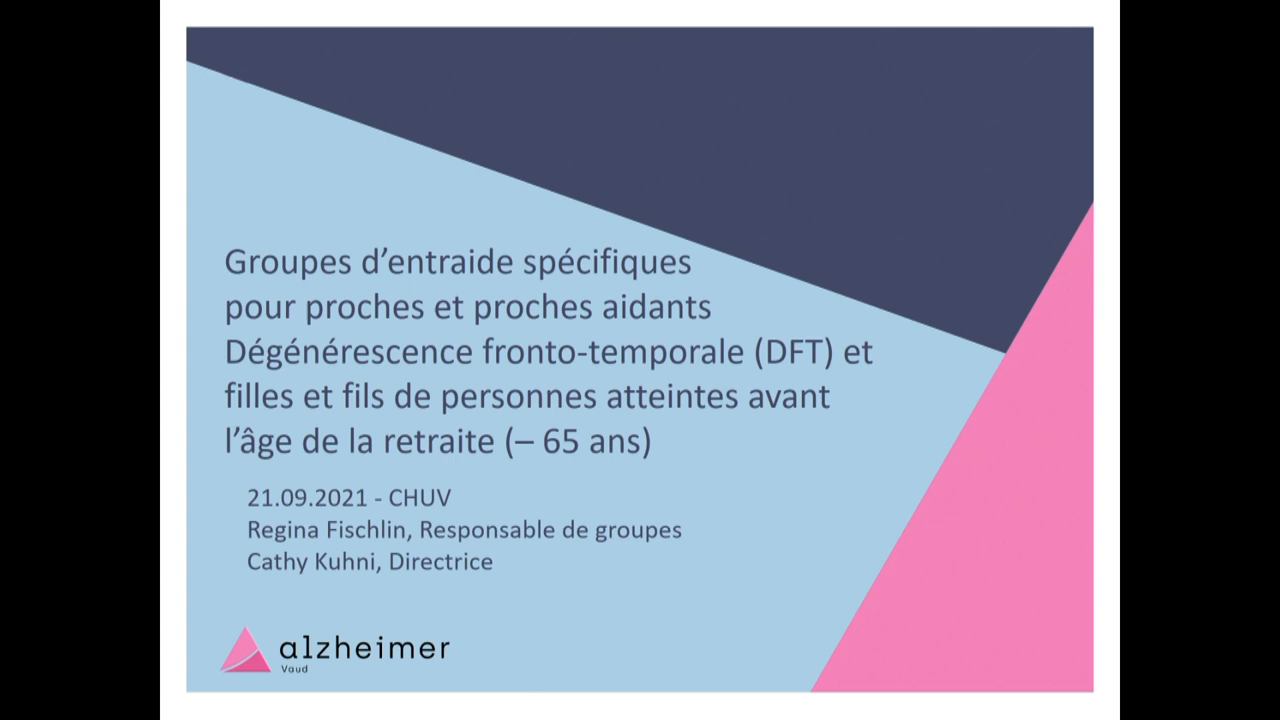 Groupes d’entraide spécifiques
pour proches et proches aidants
Dégénérescence fronto-temporale (DFT) et
filles et fils de personnes atteintes avant
l’âge de la retraite (– 65 ans)
21.09.2021 - CHUV
Regina Fischlin, Responsable de groupes
Cathy Kuhni, Directrice
alzheimer
Vaud